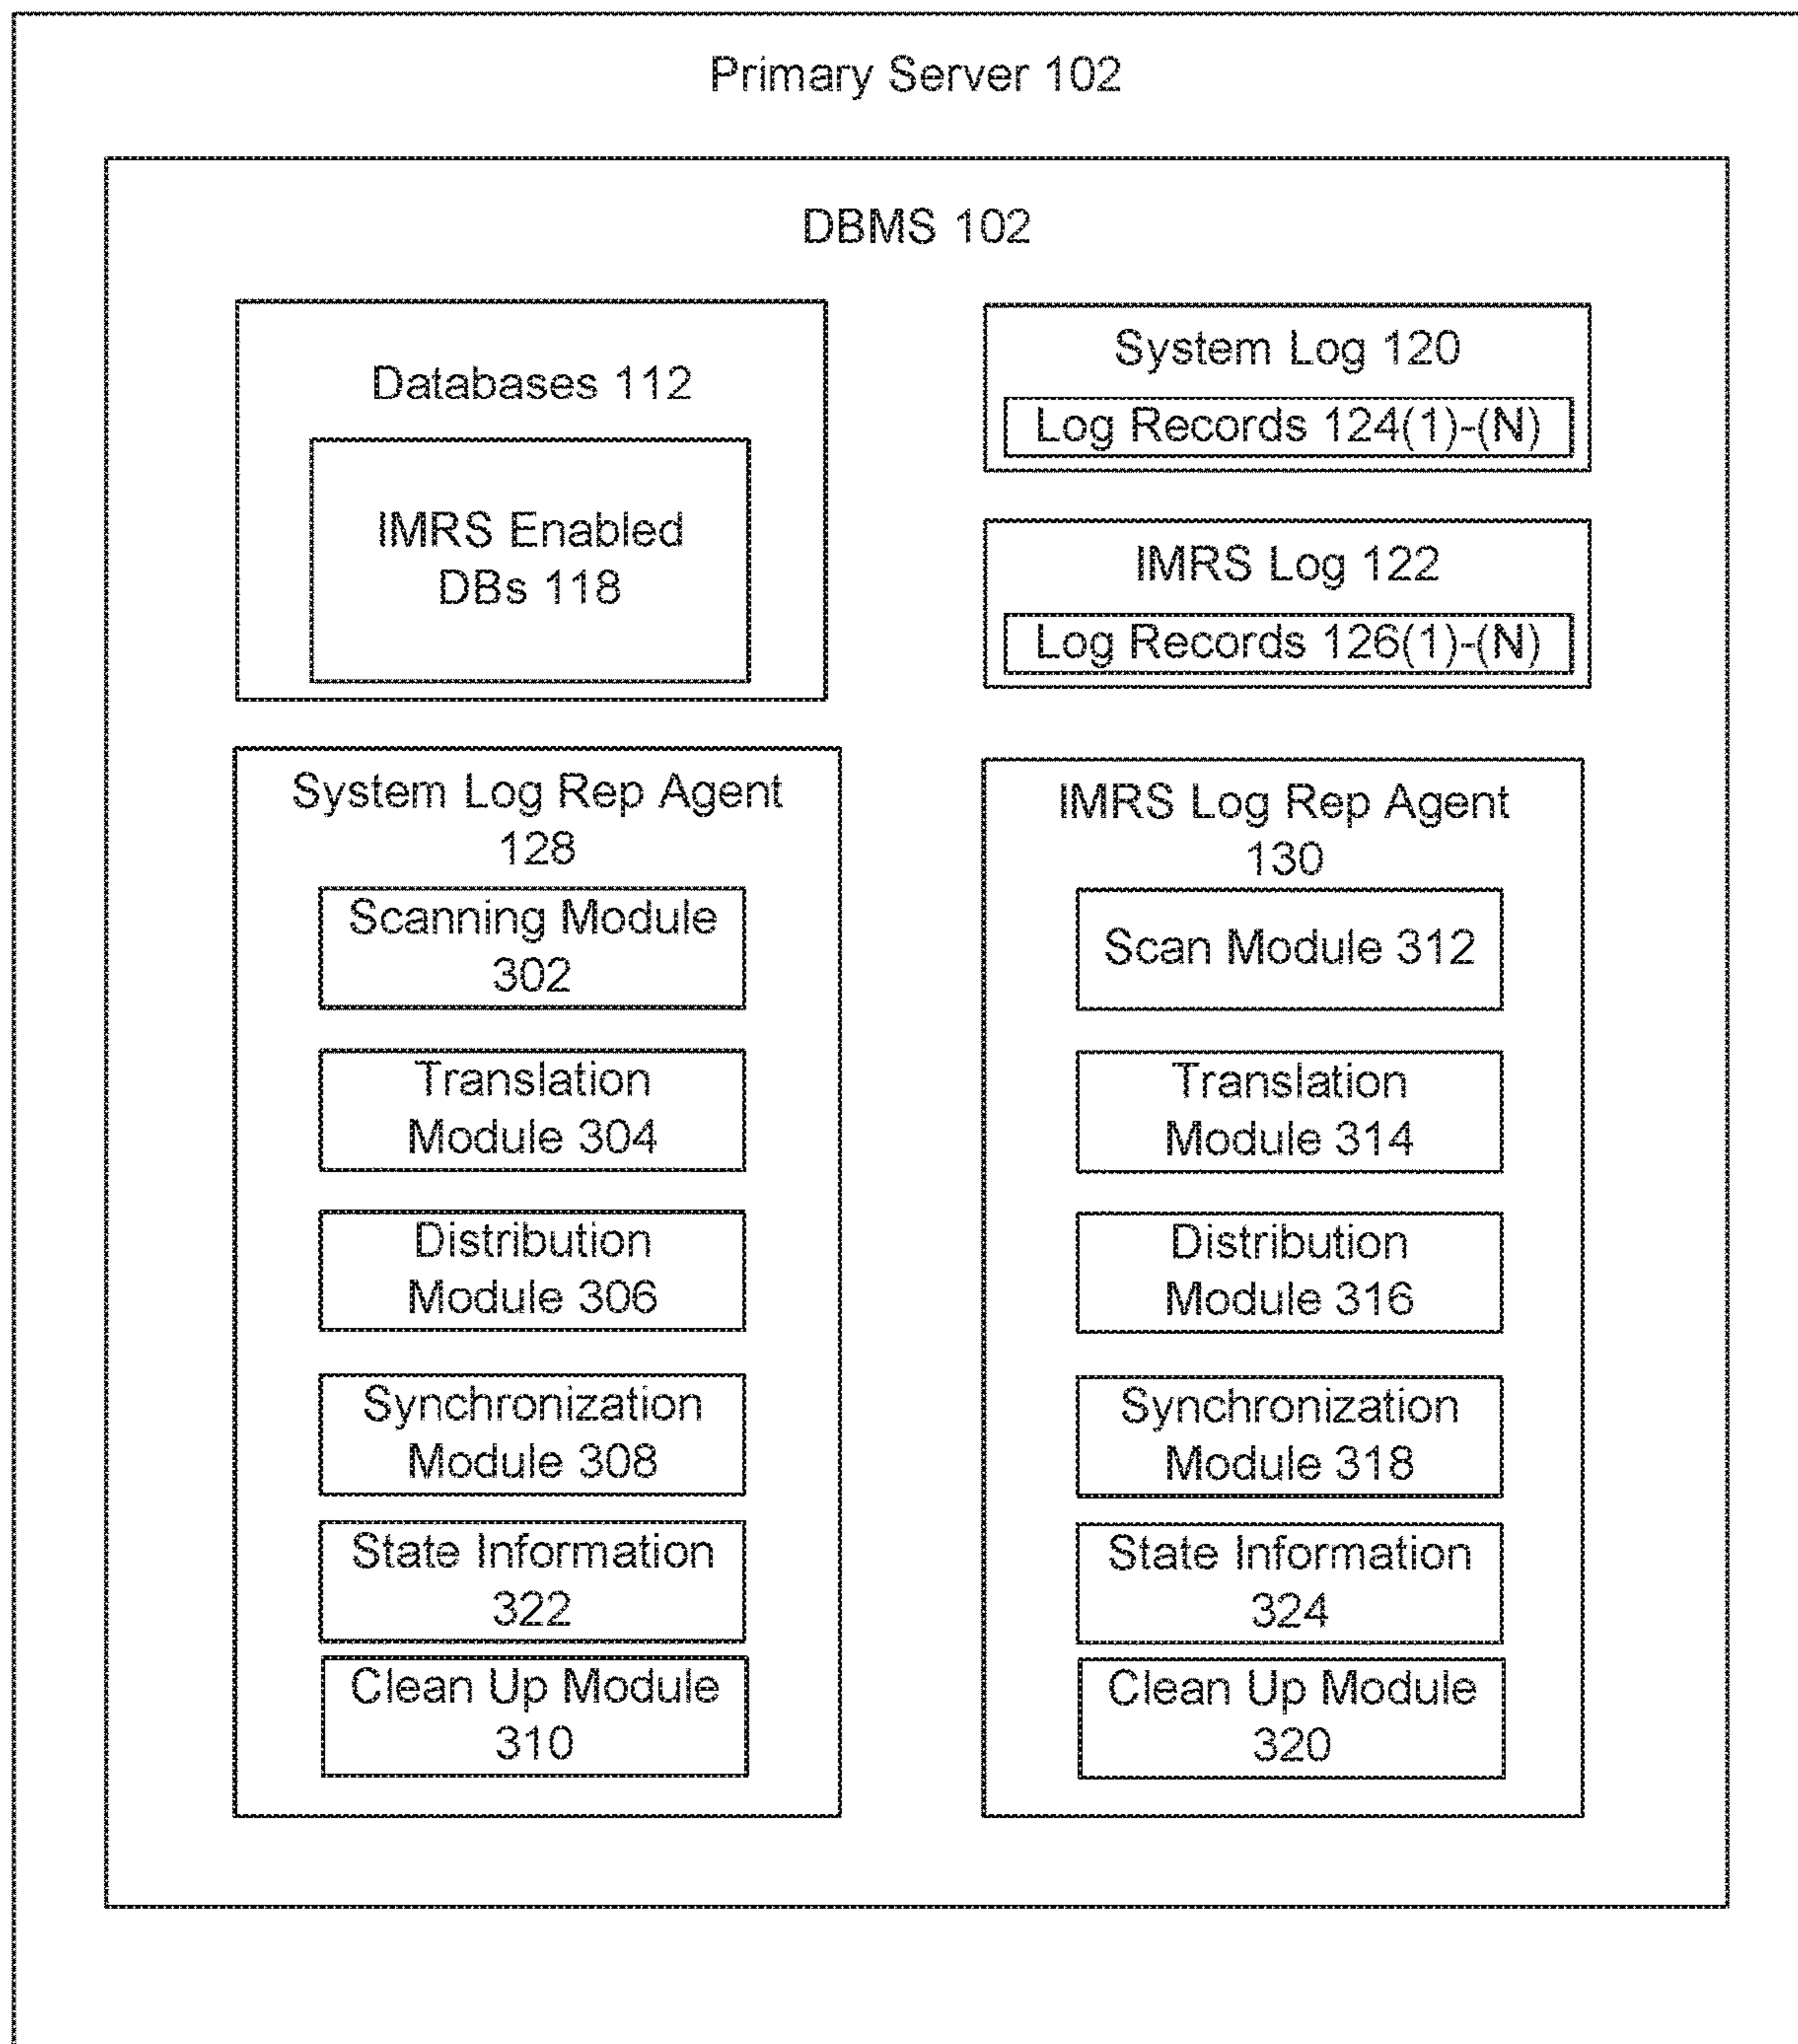 Primary Server 102
DBMS 102
Databases 112
IMRS Enabled
DBs 118
System Log 120
Log Records 124(1)-(N)
IMRS Log 122
Log Records 126(1)-(N)
System Log Rep Agent
128
Scanning Module
302
Translation
Module 304
Distribution
Module 306
Synchronization
Module 308
State Information
322
Clean Up Module
310
IMRS Log Rep Agent
130
Scan Module 312
Translation
Module 314
Distribution
Module 316
Synchronization
Module 318
State Information
324
Clean Up Module
320